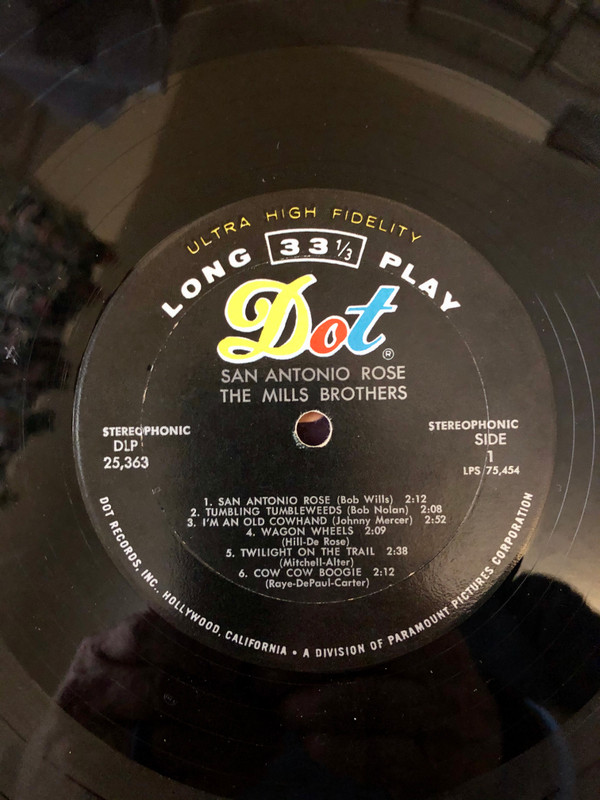 ULTRA HIGH FIDELITY
LONG 33 1/3 PLAY
Dot®
SAN ANTONIO ROSE
THE MILLS BROTHERS
STEREOPHONIC
DLP
25,363
STEREOPHONIC
SIDE
1
LPS 75,454
1. SAN ANTONIO ROSE (Bob Wills) 2:12
2. TUMBLING TUMBLEWEEDS (Bob Nolan) 2:08
3. I'M AN OLD COWHAND (Johnny Mercer) 2:52
4. WAGON WHEELS 2:09
(Hill-De Rose)
5. TWILIGHT ON THE TRAIL 2:38
(Mitchell-Alter)
6. COW COW BOOGIE 2:12
(Raye-DePaul-Carter)
DOT RECORDS, INC., HOLLYWOOD, CALIFORNIA • A DIVISION OF PARAMOUNT PICTURES CORPORATION